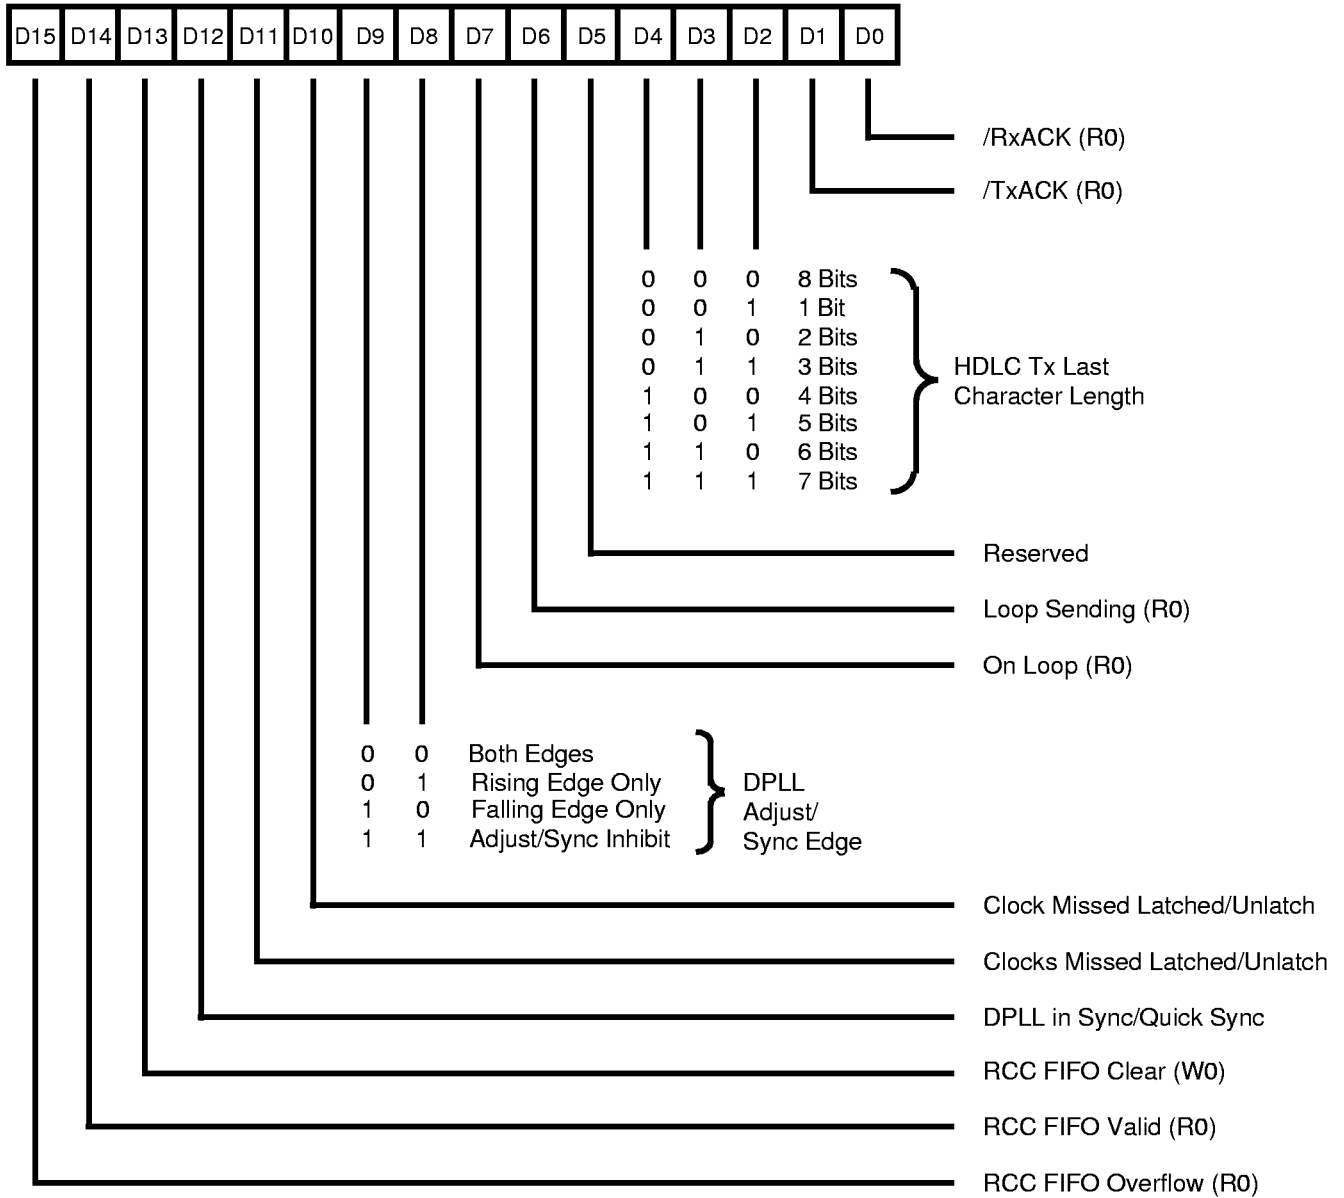 D15 D14 D13 D12 D11 D10 D9 D8 D7 D6 D5 D4 D3 D2 D1 D0
/RxACK (R0)
/TxACK (R0)
0 0 0 8 Bits
0 0 1 1 Bit
0 1 0 2 Bits
0 1 1 3 Bits
1 0 0 4 Bits
1 0 1 5 Bits
1 1 0 6 Bits
1 1 1 7 Bits
HDLC Tx Last
Character Length
Reserved
Loop Sending (R0)
On Loop (R0)
0 0 Both Edges
0 1 Rising Edge Only
1 0 Falling Edge Only
1 1 Adjust/Sync Inhibit
DPLL
Adjust/
Sync Edge
Clock Missed Latched/Unlatch
Clocks Missed Latched/Unlatch
DPLL in Sync/Quick Sync
RCC FIFO Clear (W0)
RCC FIFO Valid (R0)
RCC FIFO Overflow (R0)